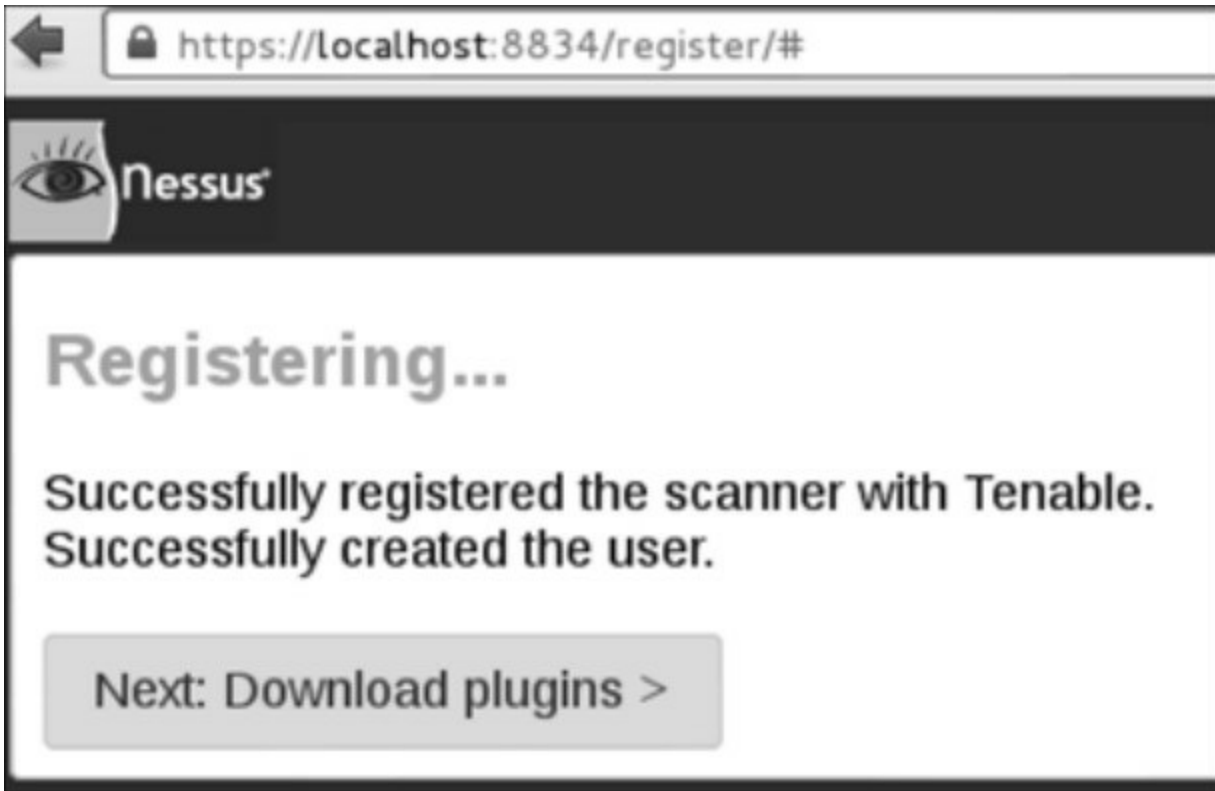 https://localhost:8834/register/#
Nessus
Registering...
Successfully registered the scanner with Tenable.
Successfully created the user.
Next: Download plugins >